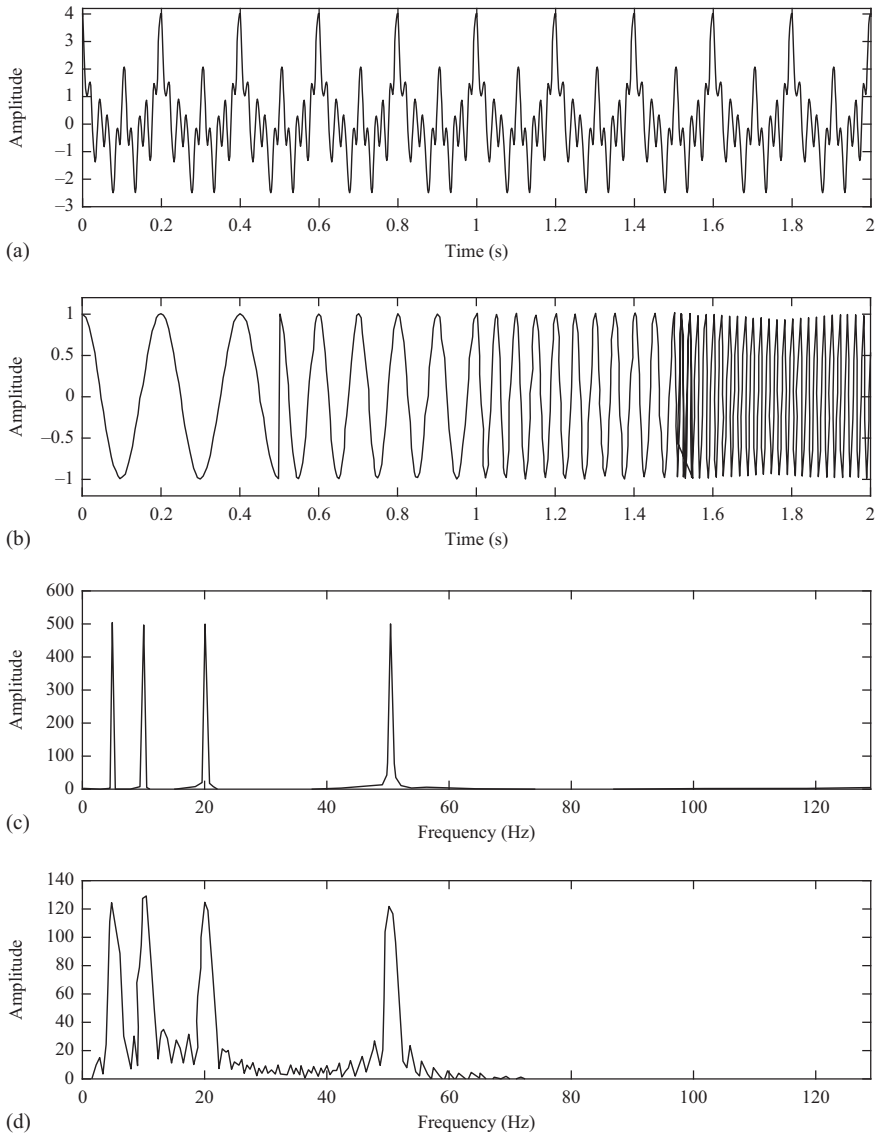 4
3
2
1
0
–1
–2
–3
Amplitude
0 0.2 0.4 0.6 0.8 1 1.2 1.4 1.6 1.8 2
Time (s)
(a)
1
0.5
0
–0.5
–1
Amplitude
0 0.2 0.4 0.6 0.8 1 1.2 1.4 1.6 1.8 2
Time (s)
(b)
600
500
400
300
200
100
0
Amplitude
0 20 40 60 80 100 120
Frequency (Hz)
(c)
140
120
100
80
60
40
20
0
Amplitude
0 20 40 60 80 100 120
Frequency (Hz)
(d)